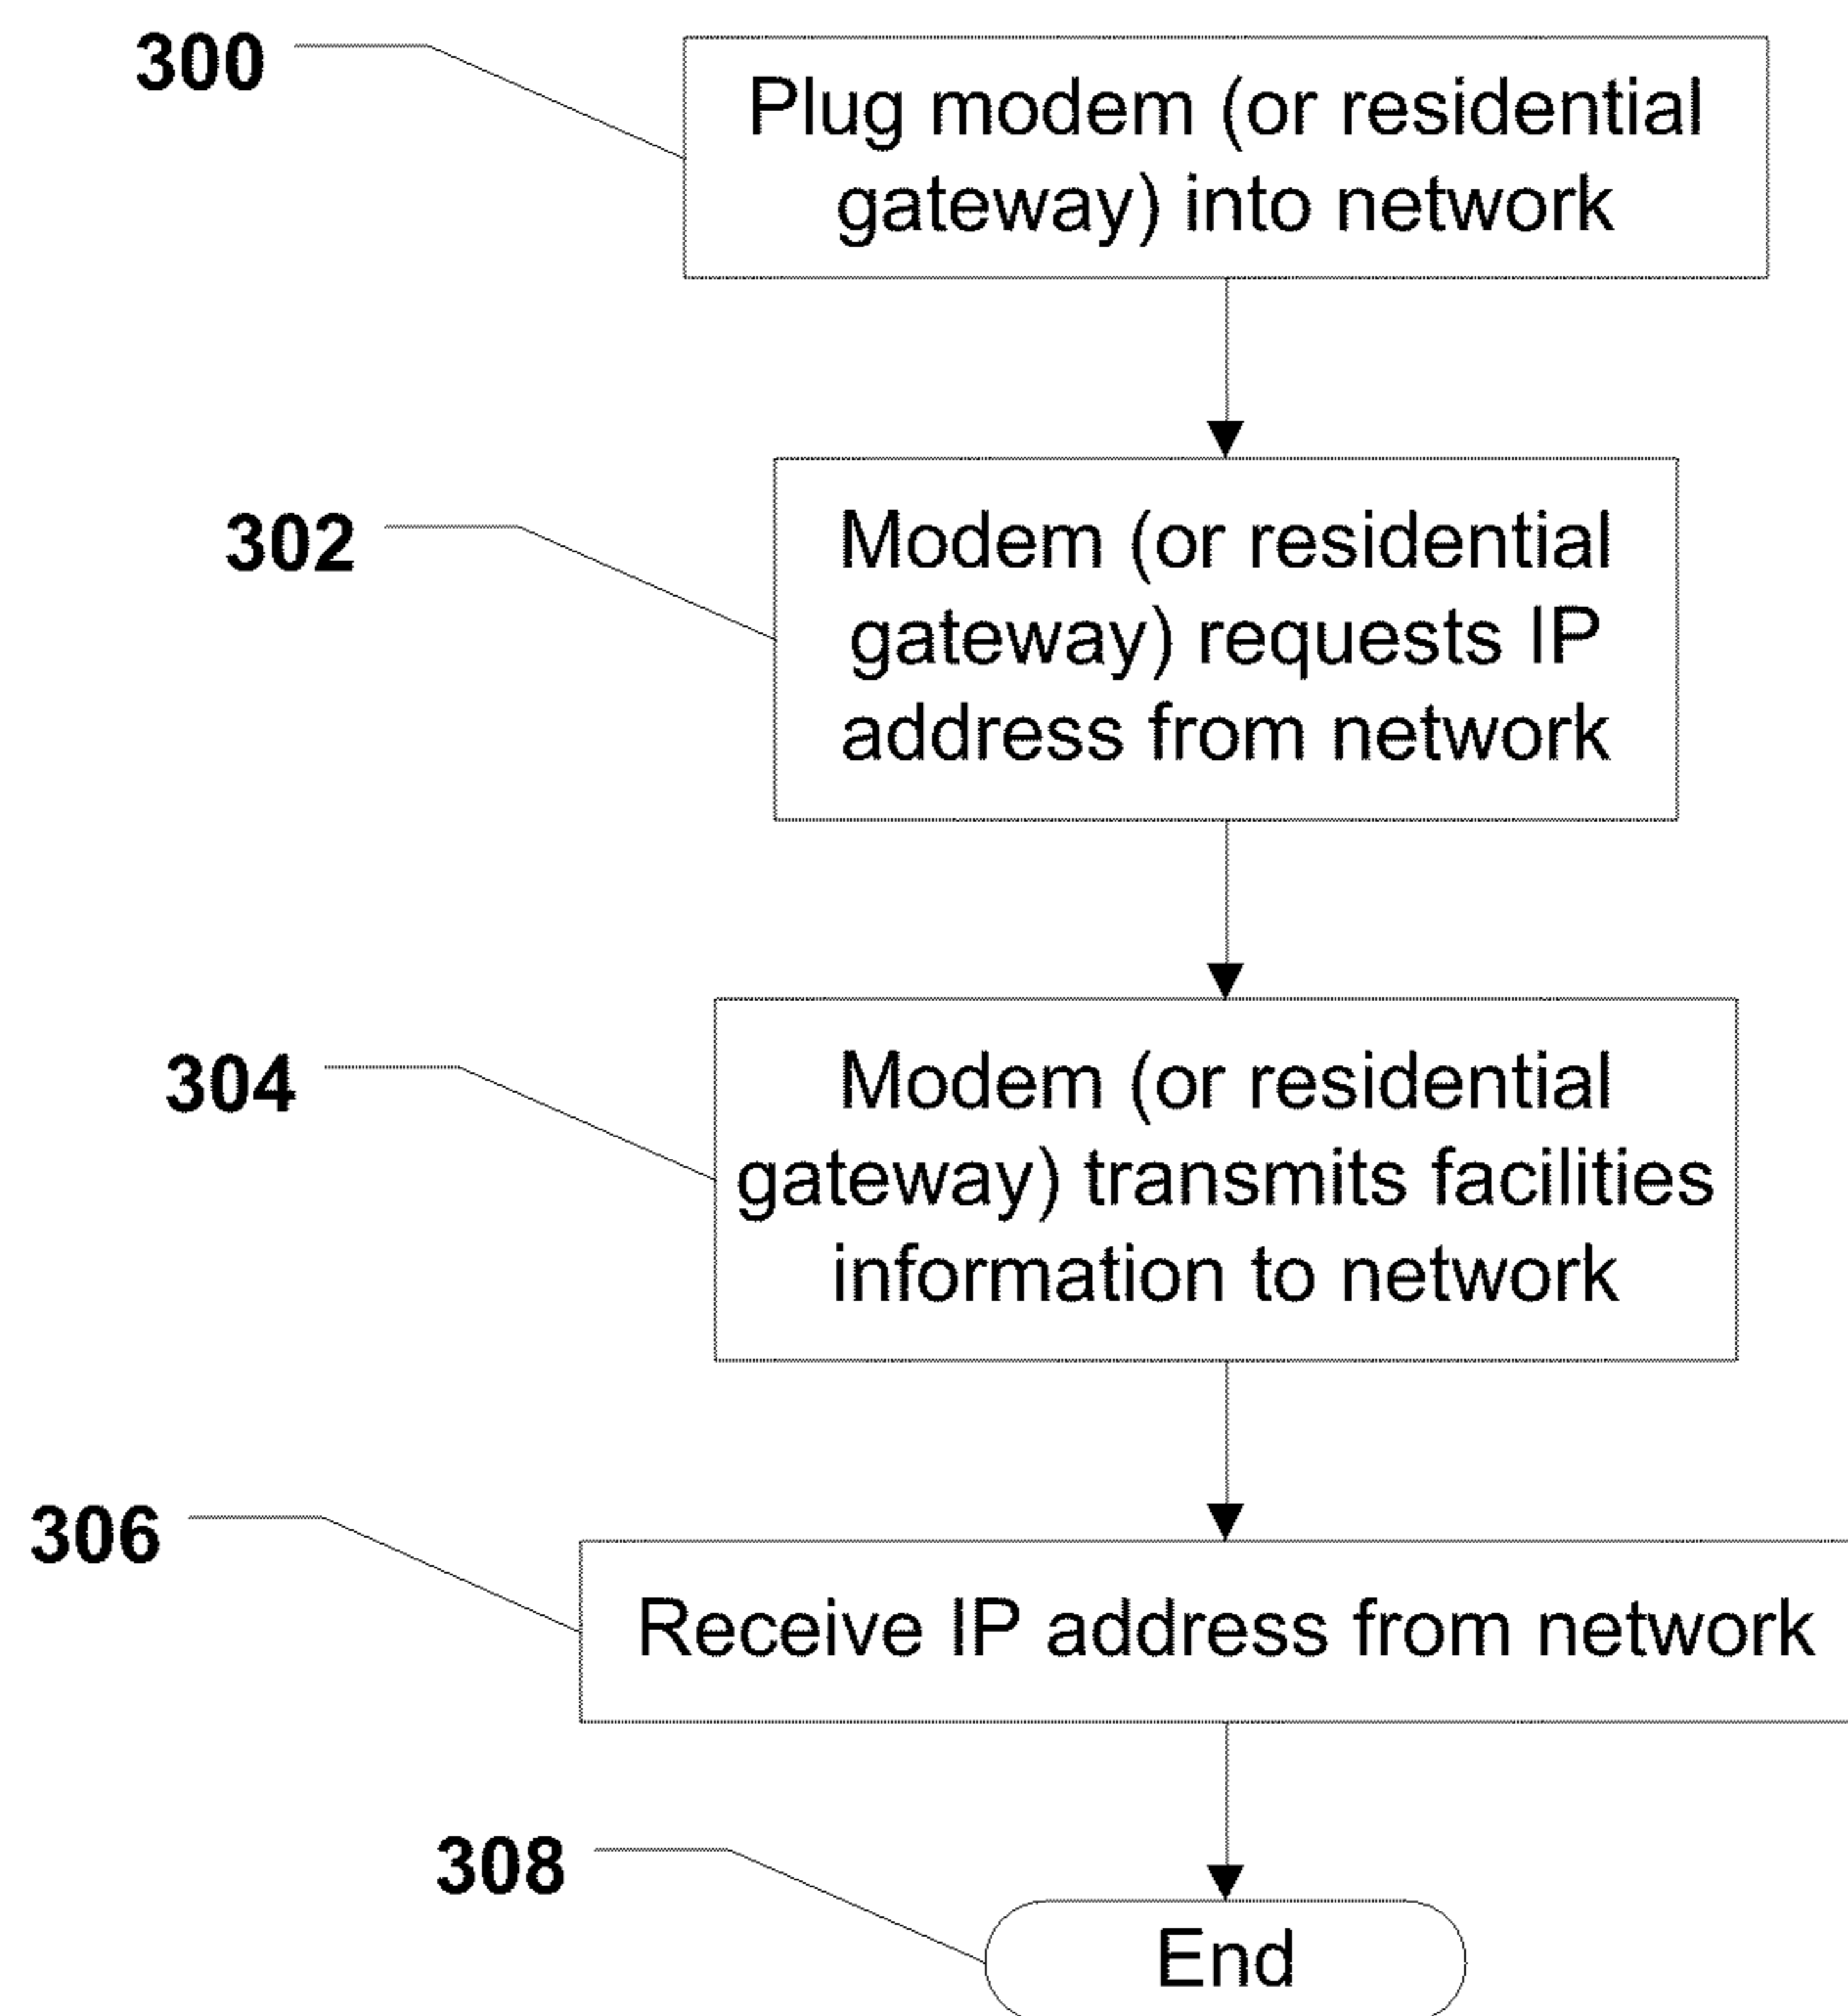 300
Plug modem (or residential
gateway) into network
302
Modem (or residential
gateway) requests IP
address from network
304
Modem (or residential
gateway) transmits facilities
information to network
306
Receive IP address from network
308
End